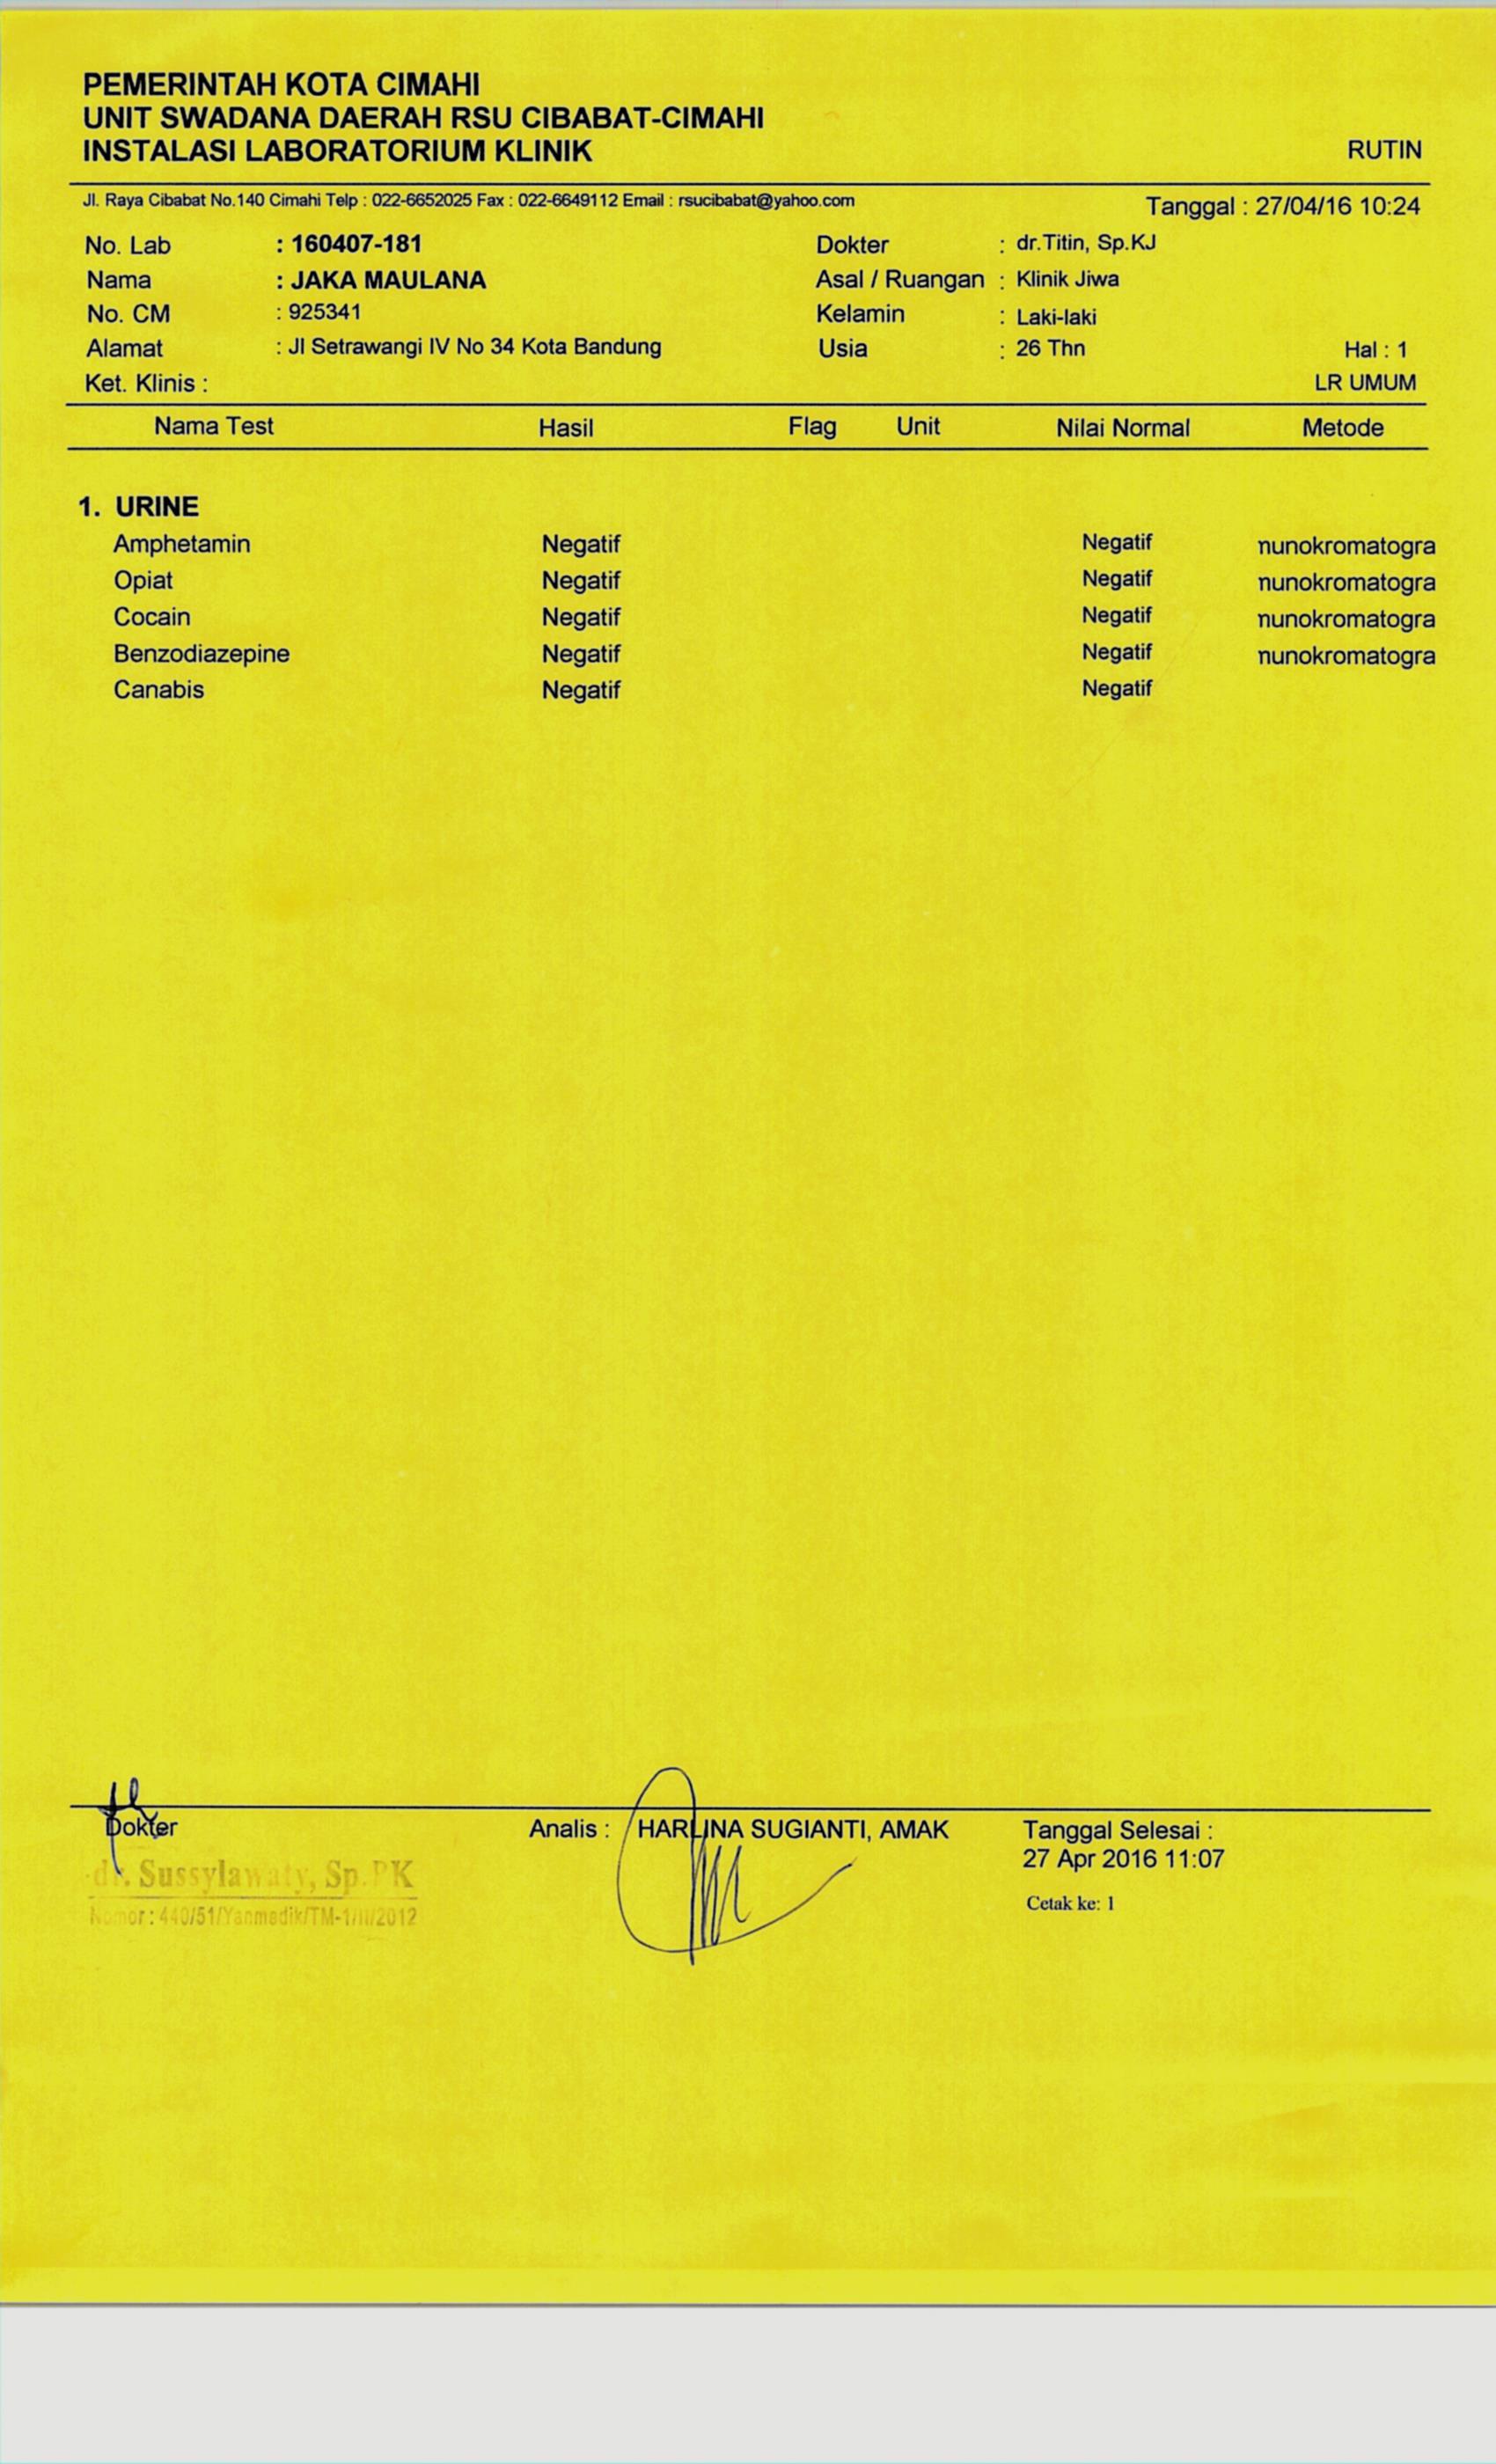 PEMERINTAH KOTA CIMAHI
UNIT SWADANA DAERAH RSU CIBABAT-CIMAHI
INSTALASI LABORATORIUM KLINIK RUTIN
Jl. Raya Cibabat No.140 Cimahi Telp : 022-6652025 Fax : 022-6649112 Email : rsucibabat@yahoo.com Tanggal : 27/04/16 10:24
No. Lab : 160407-181 Dokter : dr.Titin, Sp.KJ
Nama : JAKA MAULANA Asal / Ruangan : Klinik Jiwa
No. CM : 925341 Kelamin : Laki-laki
Alamat : Jl Setrawangi IV No 34 Kota Bandung Usia : 26 Thn Hal : 1
Ket. Klinis : LR UMUM
Nama Test Hasil Flag Unit Nilai Normal Metode
1. URINE
Amphetamin Negatif Negatif nunokromatogra
Opiat Negatif Negatif nunokromatogra
Cocain Negatif Negatif nunokromatogra
Benzodiazepine Negatif Negatif nunokromatogra
Canabis Negatif Negatif
Dokter Analis : HARLINA SUGIANTI, AMAK Tanggal Selesai :
27 Apr 2016 11:07
dr. Sussylawaty, Sp.PK
Nomor : 440/51/Yanmedik/TM-1/II/2012
Cetak ke: 1